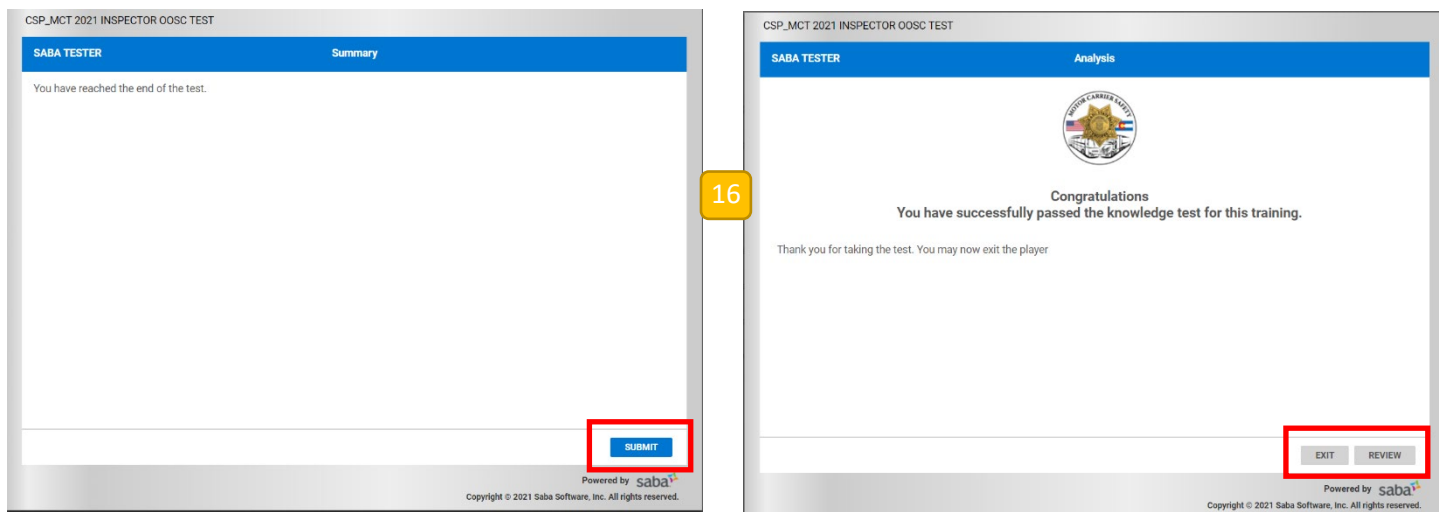 CSP_MCT 2021 INSPECTOR OOSC TEST
SABA TESTER Summary
You have reached the end of the test.
SUBMIT
Powered by saba
Copyright © 2021 Saba Software, Inc. All rights reserved.
16
CSP_MCT 2021 INSPECTOR OOSC TEST
SABA TESTER Analysis
MOTOR CARRIER SAFETY
Congratulations
You have successfully passed the knowledge test for this training.
Thank you for taking the test. You may now exit the player
EXIT REVIEW
Powered by saba
Copyright © 2021 Saba Software, Inc. All rights reserved.